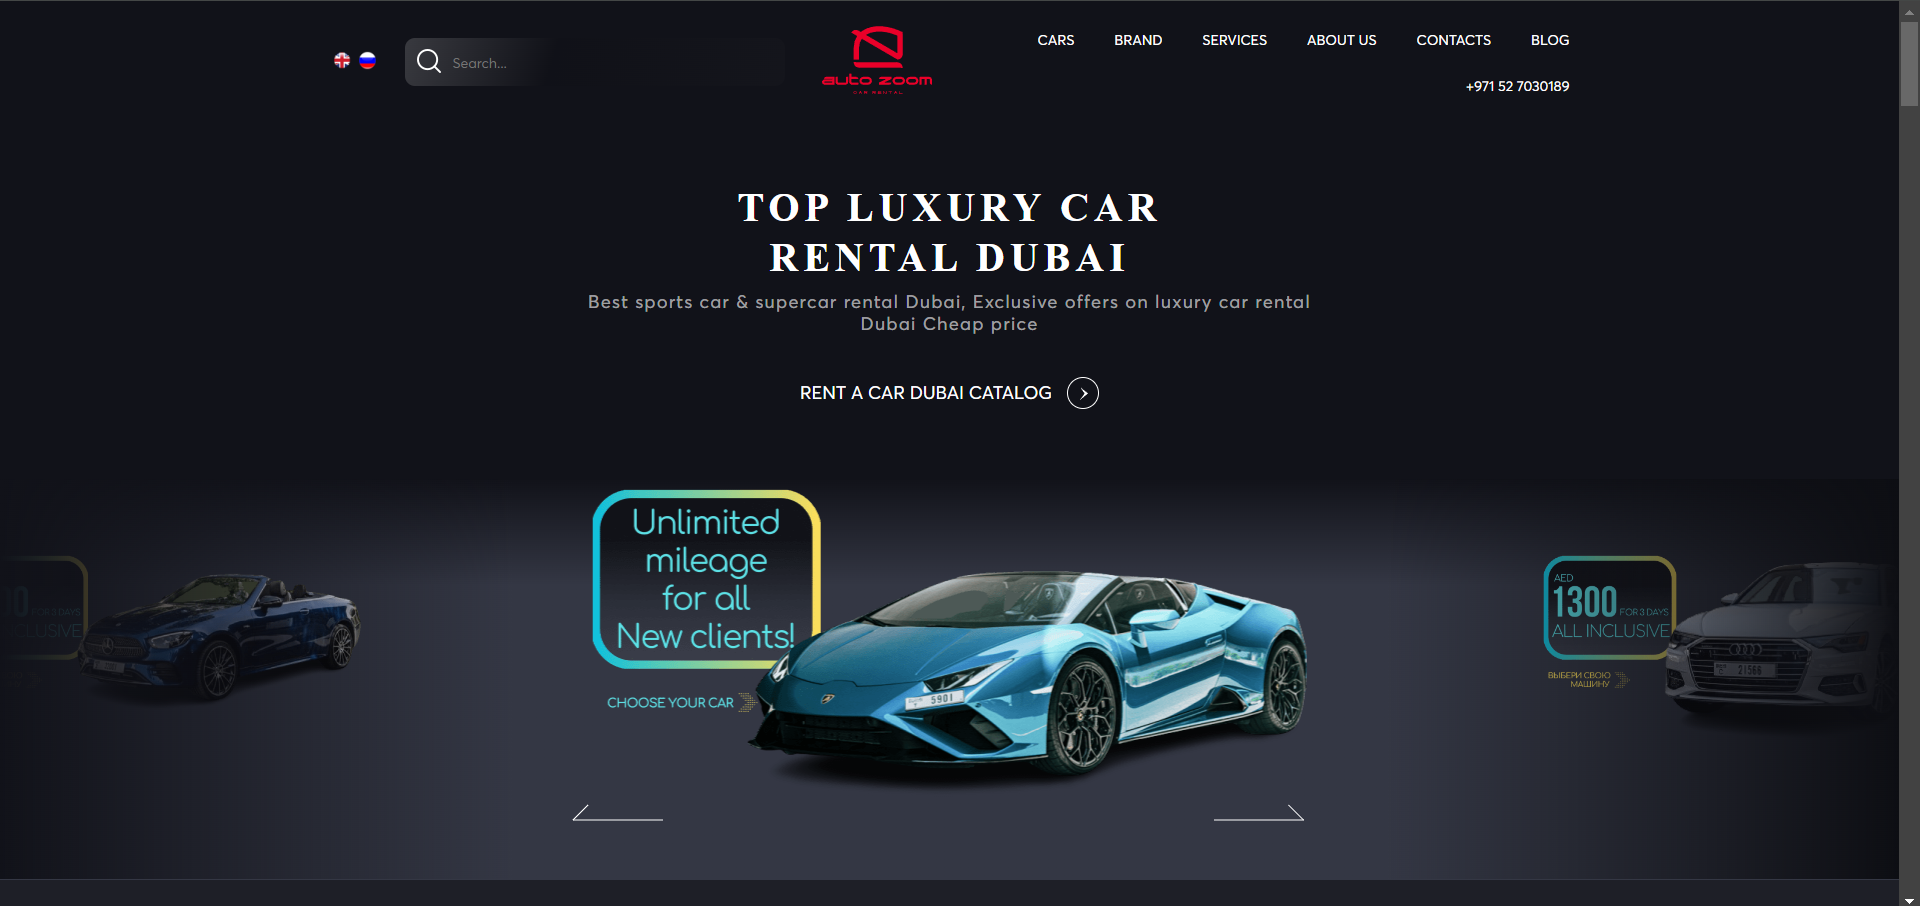 Search...
auto zoom
CAR RENTAL
CARS BRAND SERVICES ABOUT US CONTACTS BLOG
+971 52 7030189
TOP LUXURY CAR
RENTAL DUBAI
Best sports car & supercar rental Dubai, Exclusive offers on luxury car rental
Dubai Cheap price
RENT A CAR DUBAI CATALOG
FOR 3 DAYS
Unlimited
mileage
for all
New clients!
CHOOSE YOUR CAR
5901
AED
1300 FOR 3 DAYS
ALL INCLUSIVE
ВЫБЕРИ СВОЮ
МАШИНУ